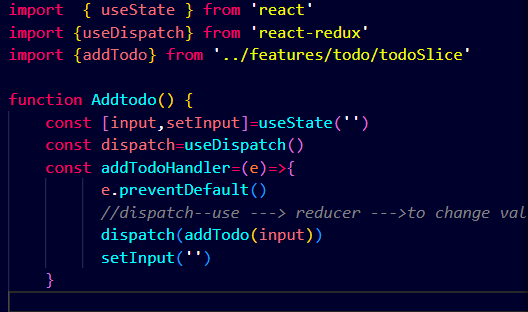 import  { useState } from 'react'
import {useDispatch} from 'react-redux'
import {addTodo} from '../features/todo/todoSlice'
function Addtodo() {
const [input,setInput]=useState('')
const dispatch=useDispatch()
const addTodoHandler=(e)=>{
e.preventDefault()
//dispatch--use ---> reducer --->to change val
dispatch(addTodo(input))
setInput('')
}